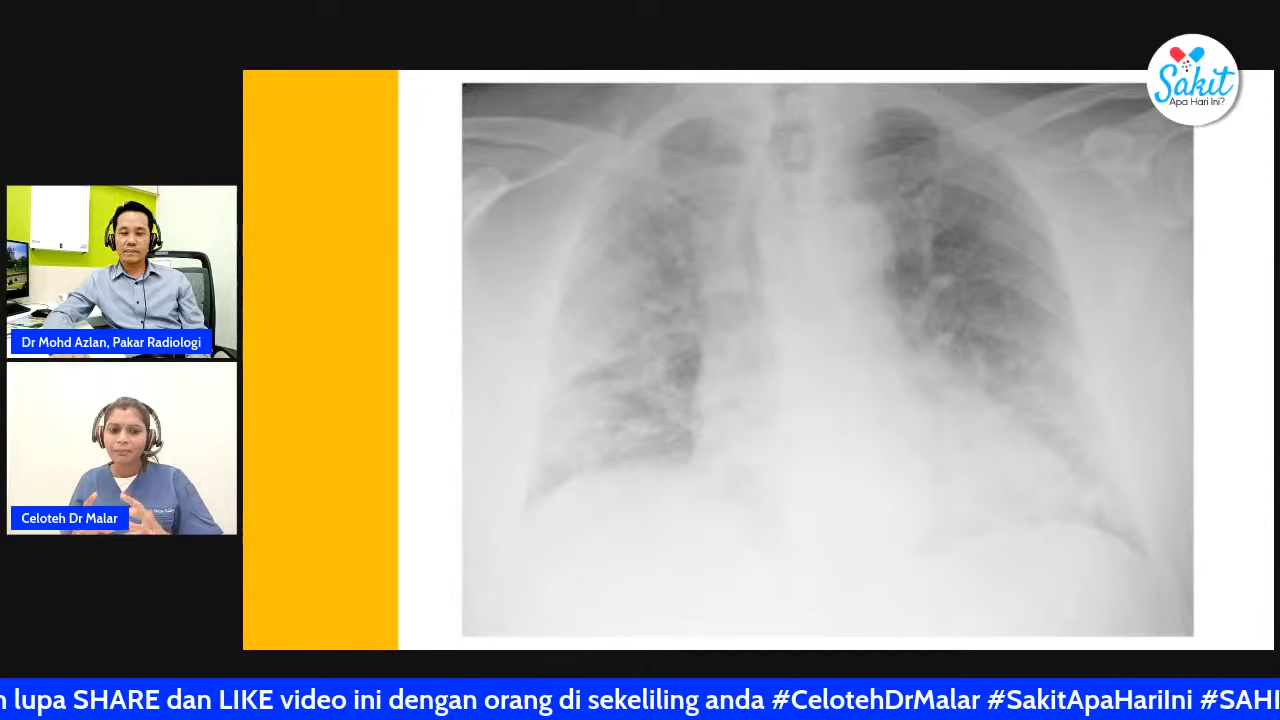 Sakit
Apa Hari Ini?
Dr Mohd Azlan, Pakar Radiologi
Celoteh Dr Malar
n lupa SHARE dan LIKE video ini dengan orang di sekeliling anda #CelotehDrMalar #SakitApaHariIni #SAHI